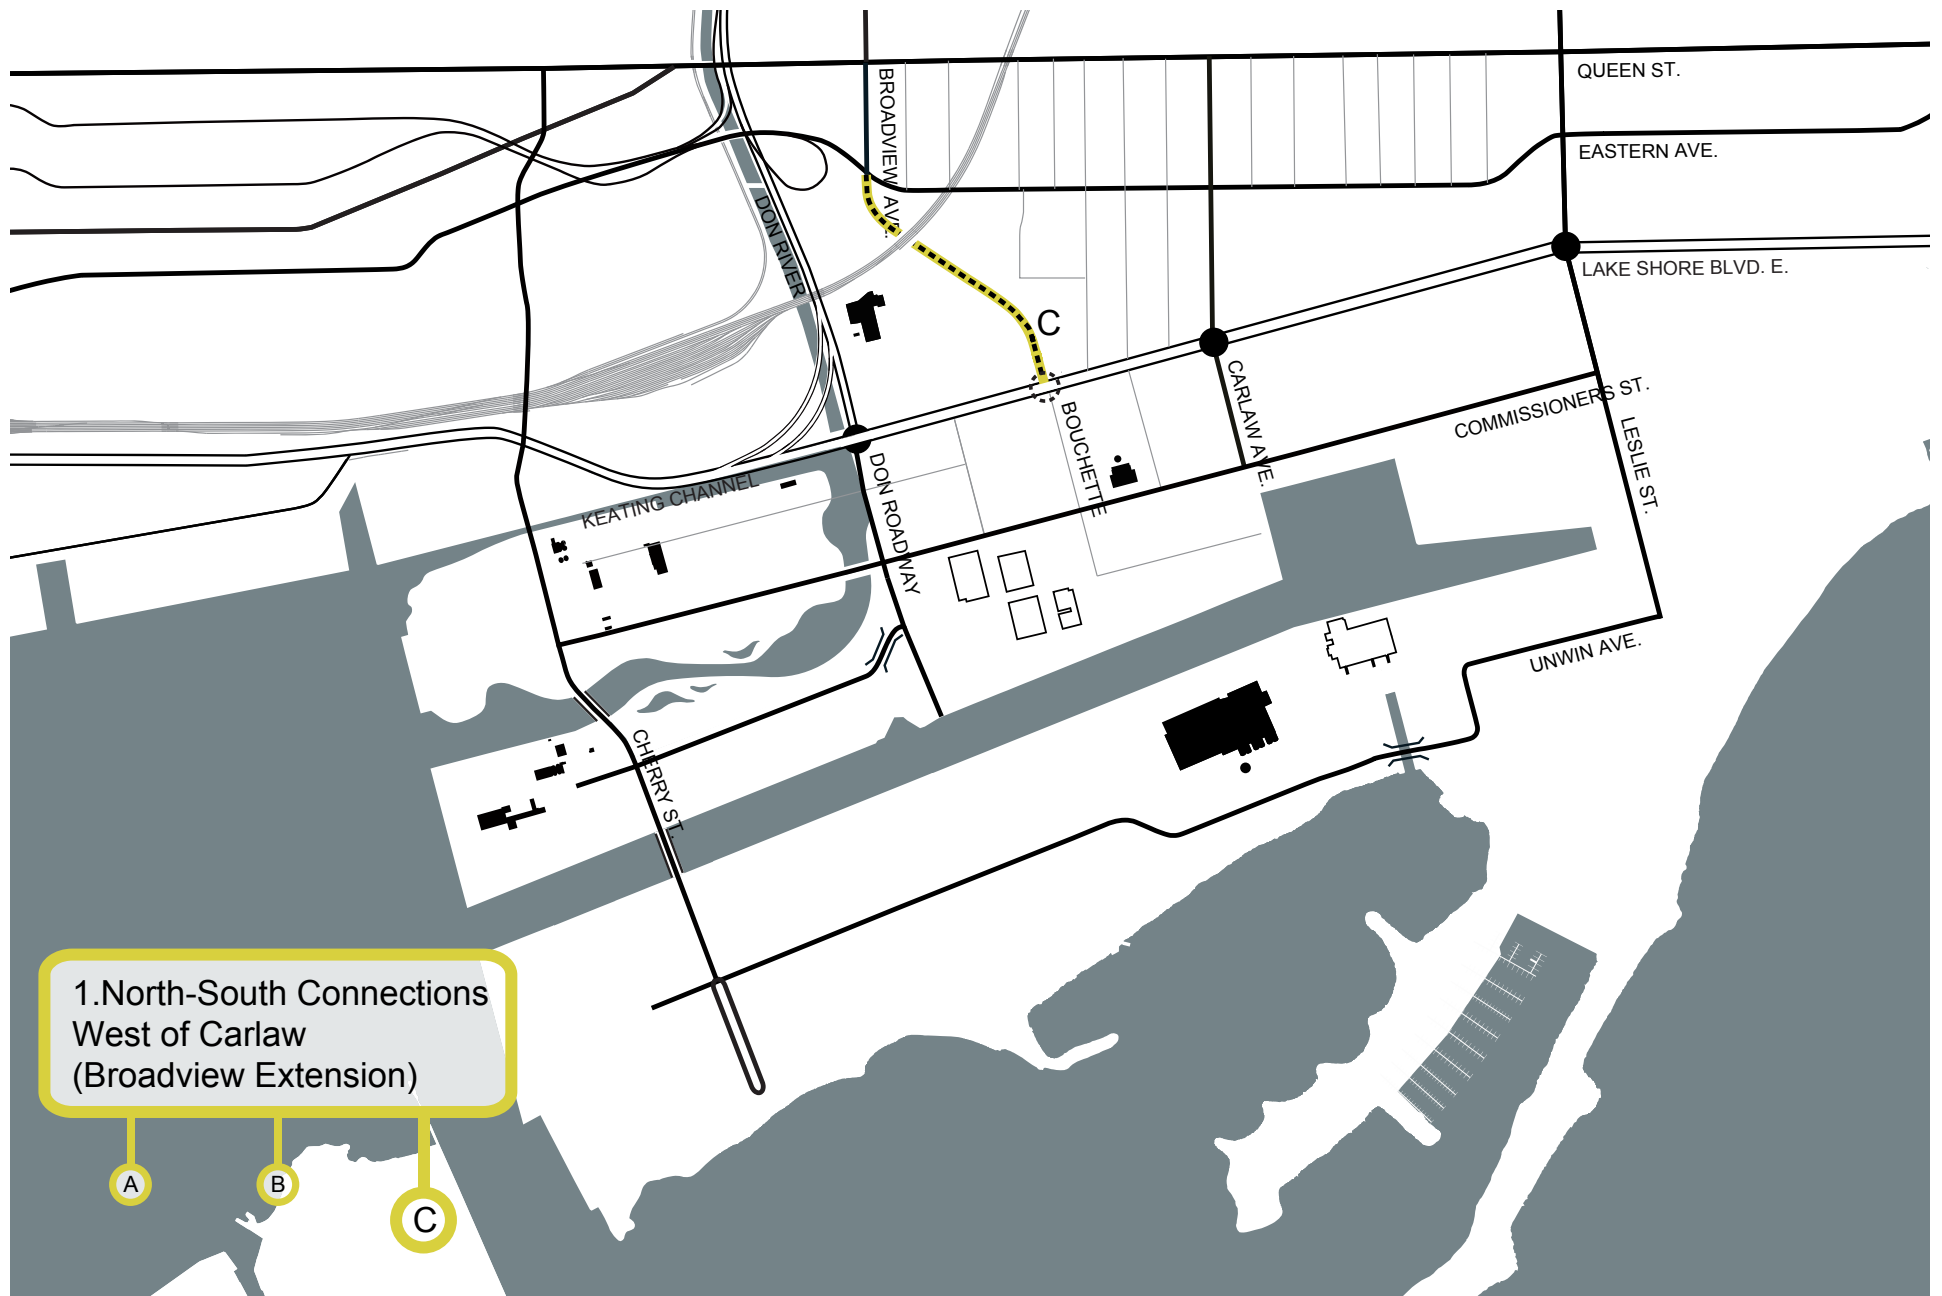 QUEEN ST.
BROADVIEW AVE.
EASTERN AVE.
DON RIVER
LAKE SHORE BLVD. E.
C
CARLAW AVE.
COMMISSIONERS ST.
BOUCHETTE
LESLIE ST.
DON ROADWAY
KEATING CHANNEL
UNWIN AVE.
CHERRY ST.
1.North-South Connections
West of Carlaw
(Broadview Extension)
A
B
C